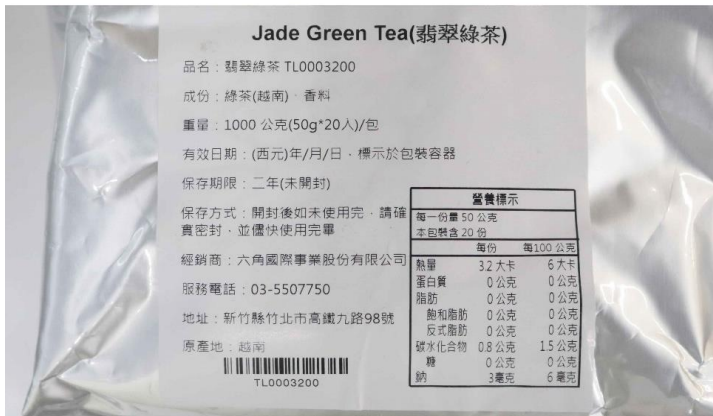 Jade Green Tea(翡翠綠茶)
品名：翡翠綠茶 TL0003200
成份：綠茶(越南)、香料
重量：1000 公克(50g*20入)/包
有效日期：(西元)年/月/日，標示於包裝容器
保存期限：二年(未開封)
保存方式：開封後如未使用完，請確
實密封，並儘快使用完畢
經銷商：六角國際事業股份有限公司
服務電話：03-5507750
地址：新竹縣竹北市高鐵九路98號
原產地：越南
TL0003200
營養標示
每一份量 50 公克
本包裝含 20 份
每份 每100 公克
熱量 3.2 大卡 6 大卡
蛋白質 0 公克 0 公克
脂肪 0 公克 0 公克
飽和脂肪 0 公克 0 公克
反式脂肪 0 公克 0 公克
碳水化合物 0.8 公克 1.5 公克
糖 0 公克 0 公克
鈉 3 毫克 6 毫克